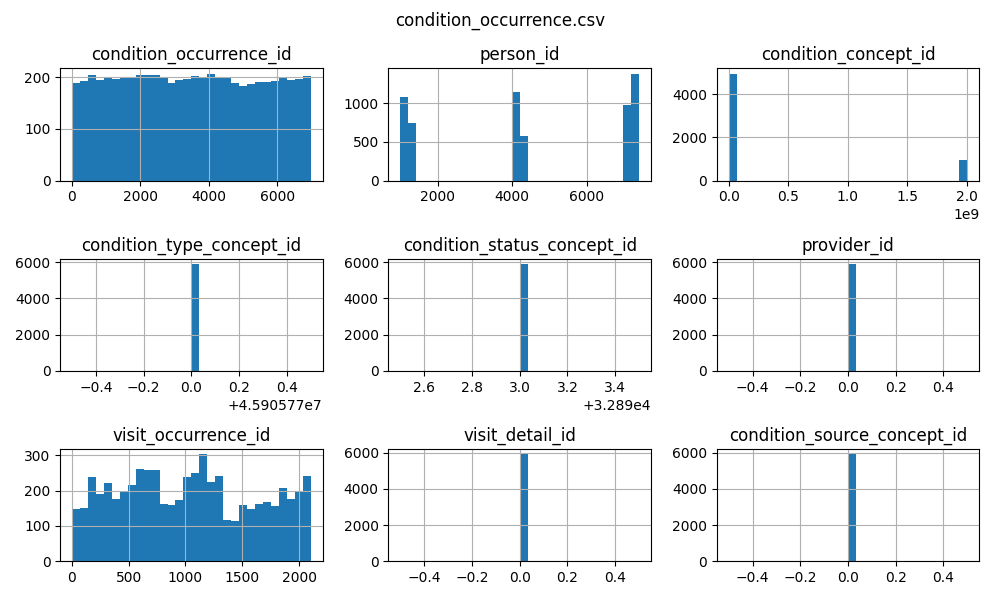 condition_occurrence.csv
condition_occurrence_id
person_id
condition_concept_id
200
100
0
0 2000 4000 6000
1000
500
0
2000 4000 6000
4000
2000
0
0.0 0.5 1.0 1.5 2.0
1e9
condition_type_concept_id
condition_status_concept_id
provider_id
6000
4000
2000
0
−0.4 −0.2 0.0 0.2 0.4
+4.590577e7
6000
4000
2000
0
2.6 2.8 3.0 3.2 3.4
+3.289e4
6000
4000
2000
0
−0.4 −0.2 0.0 0.2 0.4
visit_occurrence_id
visit_detail_id
condition_source_concept_id
300
200
100
0
0 500 1000 1500 2000
6000
4000
2000
0
−0.4 −0.2 0.0 0.2 0.4
6000
4000
2000
0
−0.4 −0.2 0.0 0.2 0.4